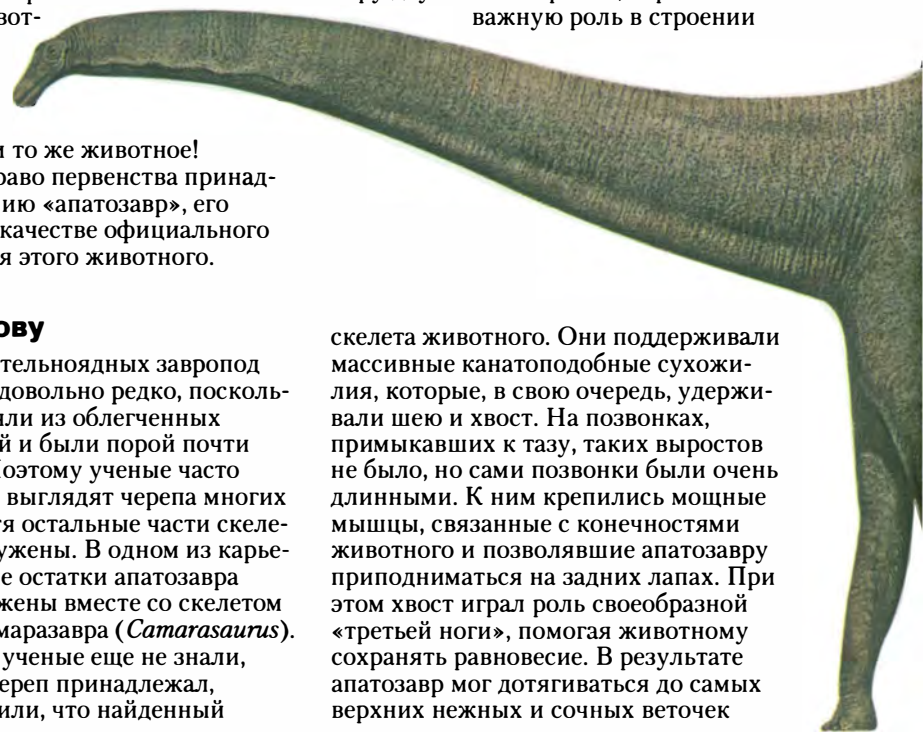 вот-
и то же животное!
раво первенства принад-
ию «апатозавр», его
качестве официального
я этого животного.
ову
тельноядных завропод
довольно редко, посколь-
ли из облегченных
й и были порой почти
Поэтому ученые часто
выглядят черепа многих
тя остальные части скеле-
ужены. В одном из карье-
е остатки апатозавра
жены вместе со скелетом
маразавра (Camarasaurus).
ученые еще не знали,
ереп принадлежал,
или, что найденный
важную роль в строении
скелета животного. Они поддерживали
массивные канатоподобные сухожи-
лия, которые, в свою очередь, удержи-
вали шею и хвост. На позвонках,
примыкавших к тазу, таких выростов
не было, но сами позвонки были очень
длинными. К ним крепились мощные
мышцы, связанные с конечностями
животного и позволявшие апатозавру
приподниматься на задних лапах. При
этом хвост играл роль своеобразной
«третьей ноги», помогая животному
сохранять равновесие. В результате
апатозавр мог дотягиваться до самых
верхних нежных и сочных веточек